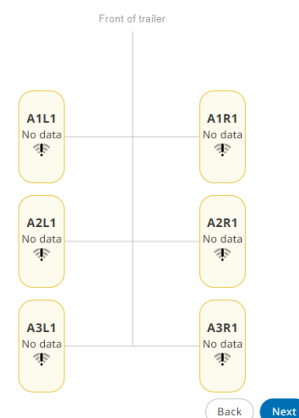 Front of trailer
A1L1
No data
A1R1
No data
A2L1
No data
A2R1
No data
A3L1
No data
A3R1
No data
Back
Next